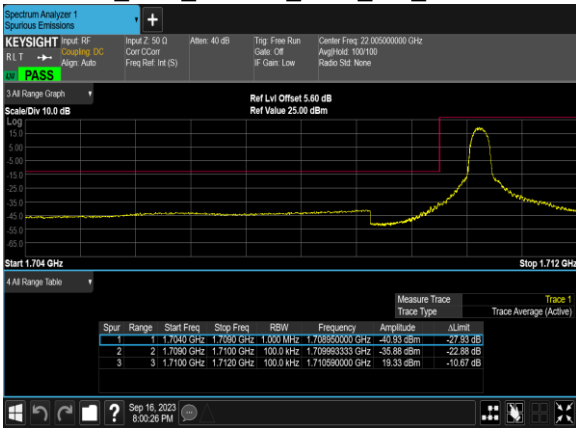 Spectrum Analyzer 1
Spurious Emissions
KEYSIGHT Input: RF Input Z: 50 Ω Atten: 40 dB Trig: Free Run Center Freq: 22.005000000 GHz
RLT Coupling: DC Corr CCorr Gate: Off Avg|Hold: 100/100
Align: Auto Freq Ref: Int (S) IF Gain: Low Radio Std: None
PASS
3 All Range Graph
Ref Lvl Offset 5.60 dB
Scale/Div 10.0 dB Ref Value 25.00 dBm
Log
15.0
5.00
-5.00
-15.0
-25.0
-35.0
-45.0
-55.0
-65.0
Start 1.704 GHz Stop 1.712 GHz
4 All Range Table
Measure Trace Trace 1
Trace Type Trace Average (Active)
Spur Range Start Freq Stop Freq RBW Frequency Amplitude ΔLimit
1 1 1.7040 GHz 1.7090 GHz 1.000 MHz 1.708950000 GHz -40.93 dBm -27.93 dB
2 2 1.7090 GHz 1.7100 GHz 100.0 kHz 1.709993333 GHz -35.88 dBm -22.88 dB
3 3 1.7100 GHz 1.7120 GHz 100.0 kHz 1.710590000 GHz 19.33 dBm -10.67 dB
Sep 16, 2023
8:00:26 PM